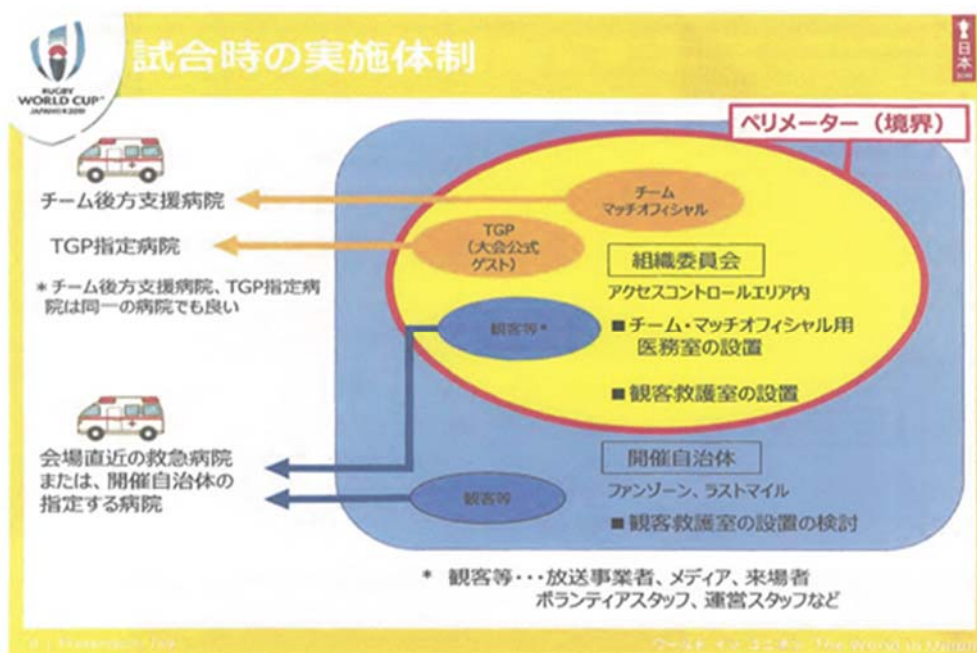 試合時の実施体制
RUGBY
WORLD CUP™
JAPAN 2019
日本
ペリメーター（境界）
チーム後方支援病院
チーム
マッチオフィシャル
TGP指定病院
TGP
（大会公式
ゲスト）
* チーム後方支援病院、TGP指定病
院は同一の病院でも良い
組織委員会
アクセスコントロールエリア内
観客等*
■チーム・マッチオフィシャル用
医務室の設置
■観客救護室の設置
会場直近の救急病院
または、開催自治体の
指定する病院
開催自治体
観客等
ファンゾーン、ラストマイル
■観客救護室の設置の検討
* 観客等・・・放送事業者、メディア、来場者
ボランティアスタッフ、運営スタッフなど